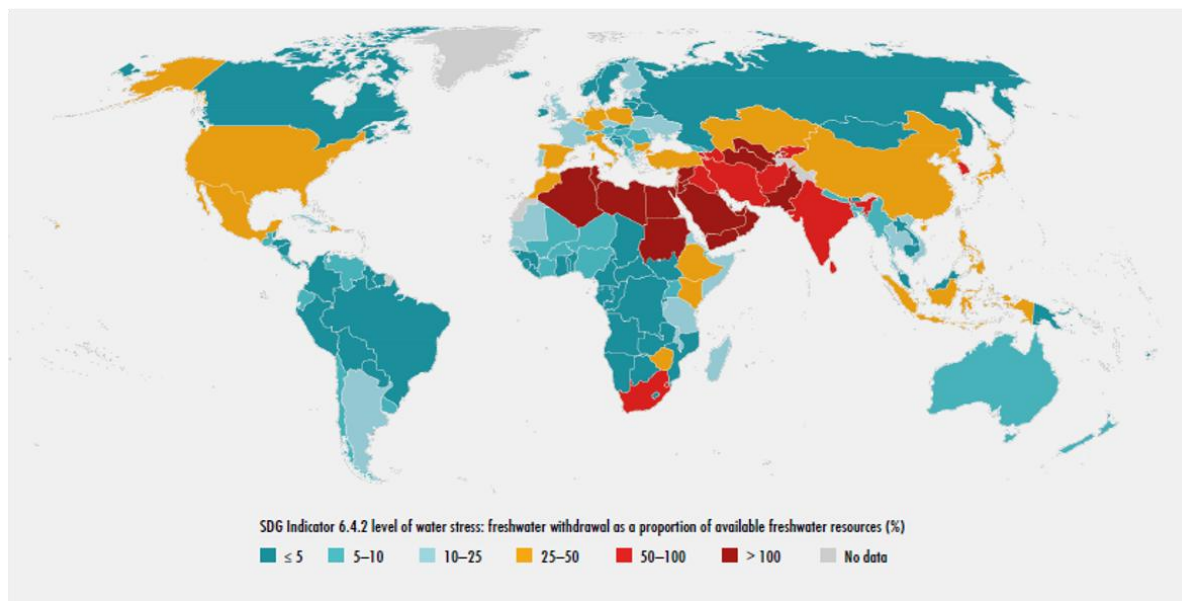 SDG Indicator 6.4.2 level of water stress: freshwater withdrawal as a proportion of available freshwater resources (%)
≤ 5 5–10 10–25 25–50 50–100 > 100 No data